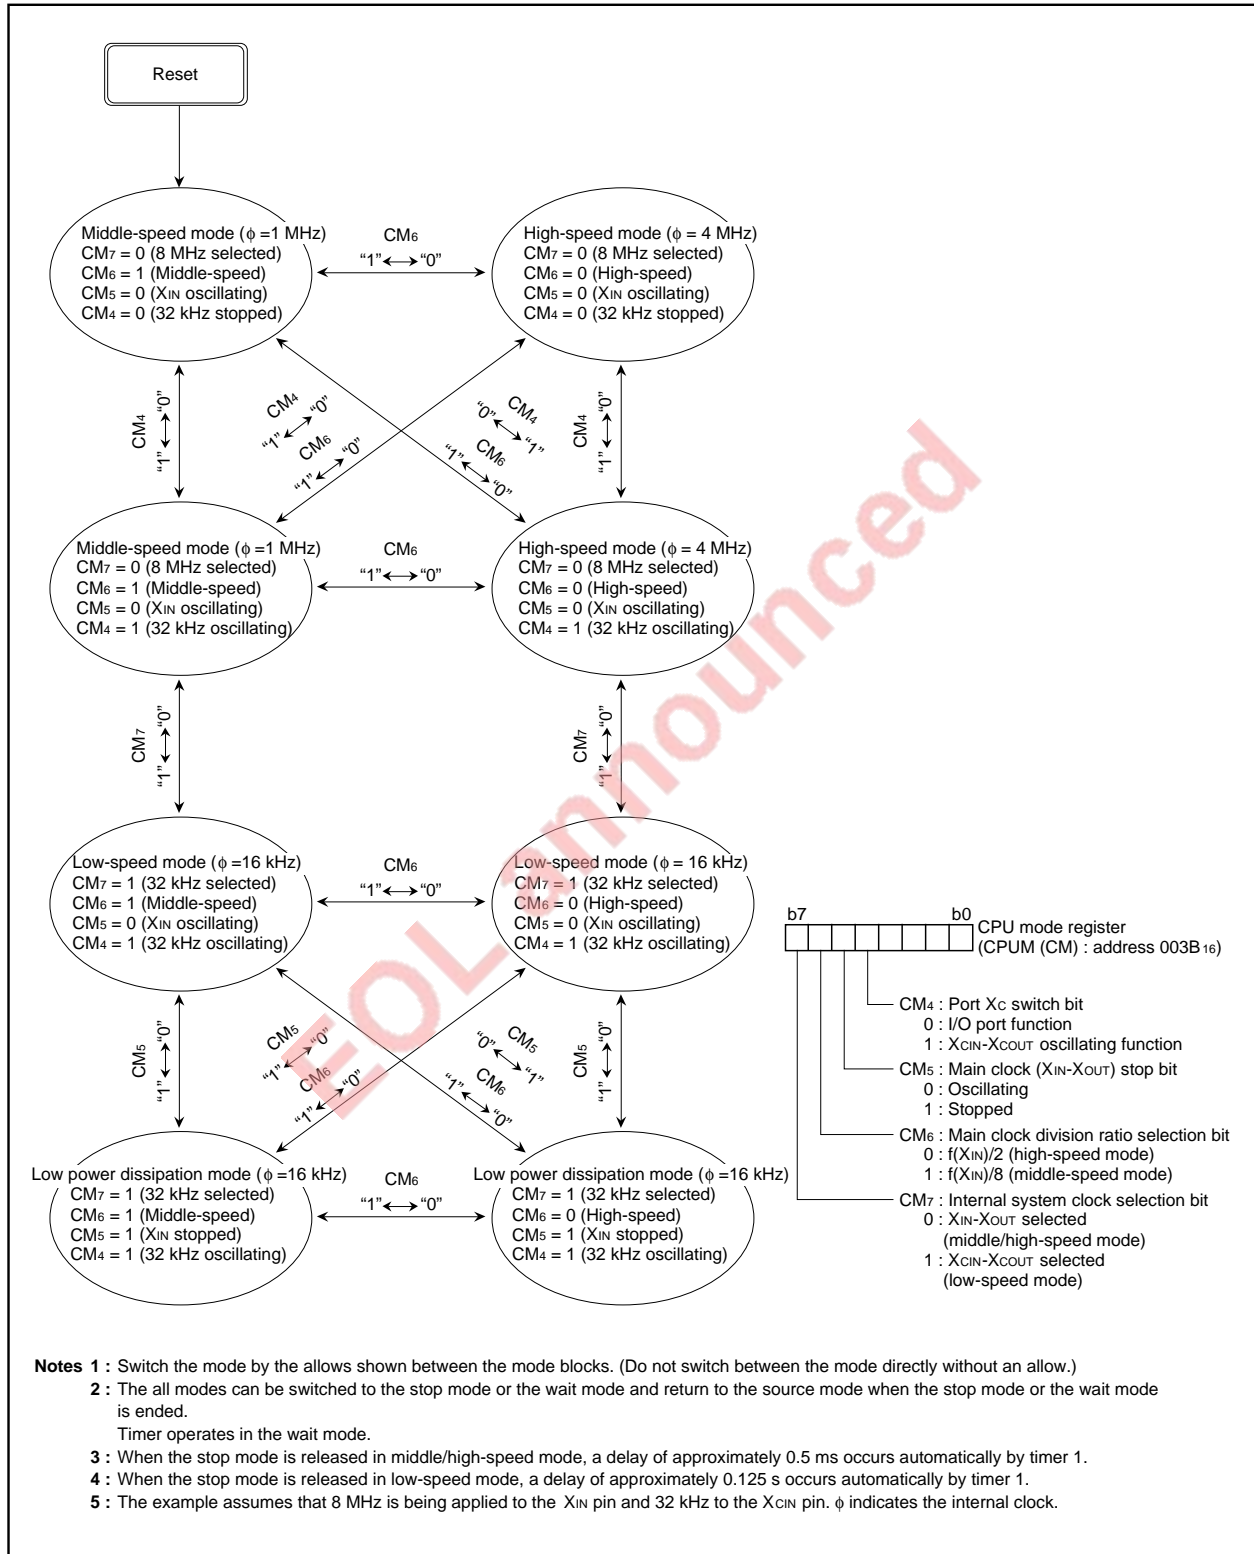 Reset
Middle-speed mode (ϕ =1 MHz)
CM7 = 0 (8 MHz selected)
CM6 = 1 (Middle-speed)
CM5 = 0 (XIN oscillating)
CM4 = 0 (32 kHz stopped)
CM6
“1” ⟷ “0”
High-speed mode (ϕ = 4 MHz)
CM7 = 0 (8 MHz selected)
CM6 = 0 (High-speed)
CM5 = 0 (XIN oscillating)
CM4 = 0 (32 kHz stopped)
CM4
“1” ⟷ “0”
CM4
“1” ⟷ “0”
CM6
“1” ⟷ “0”
CM4
“0” ⟷ “1”
CM6
“1” ⟷ “0”
CM4
“1” ⟷ “0”
Middle-speed mode (ϕ =1 MHz)
CM7 = 0 (8 MHz selected)
CM6 = 1 (Middle-speed)
CM5 = 0 (XIN oscillating)
CM4 = 1 (32 kHz oscillating)
CM6
“1” ⟷ “0”
High-speed mode (ϕ = 4 MHz)
CM7 = 0 (8 MHz selected)
CM6 = 0 (High-speed)
CM5 = 0 (XIN oscillating)
CM4 = 1 (32 kHz oscillating)
CM7
“1” ⟷ “0”
CM7
“1” ⟷ “0”
Low-speed mode (ϕ =16 kHz)
CM7 = 1 (32 kHz selected)
CM6 = 1 (Middle-speed)
CM5 = 0 (XIN oscillating)
CM4 = 1 (32 kHz oscillating)
CM6
“1” ⟷ “0”
Low-speed mode (ϕ = 16 kHz)
CM7 = 1 (32 kHz selected)
CM6 = 0 (High-speed)
CM5 = 0 (XIN oscillating)
CM4 = 1 (32 kHz oscillating)
CM5
“1” ⟷ “0”
CM5
“1” ⟷ “0”
CM6
“1” ⟷ “0”
CM5
“0” ⟷ “1”
CM6
“1” ⟷ “0”
CM5
“1” ⟷ “0”
Low power dissipation mode (ϕ =16 kHz)
CM7 = 1 (32 kHz selected)
CM6 = 1 (Middle-speed)
CM5 = 1 (XIN stopped)
CM4 = 1 (32 kHz oscillating)
CM6
“1” ⟷ “0”
Low power dissipation mode (ϕ =16 kHz)
CM7 = 1 (32 kHz selected)
CM6 = 0 (High-speed)
CM5 = 1 (XIN stopped)
CM4 = 1 (32 kHz oscillating)
b7 b0
CPU mode register
(CPUM (CM) : address 003B16)
CM4 : Port XC switch bit
0 : I/O port function
1 : XCIN-XCOUT oscillating function
CM5 : Main clock (XIN-XOUT) stop bit
0 : Oscillating
1 : Stopped
CM6 : Main clock division ratio selection bit
0 : f(XIN)/2 (high-speed mode)
1 : f(XIN)/8 (middle-speed mode)
CM7 : Internal system clock selection bit
0 : XIN-XOUT selected
(middle/high-speed mode)
1 : XCIN-XCOUT selected
(low-speed mode)
EOL announced
Notes 1 : Switch the mode by the allows shown between the mode blocks. (Do not switch between the mode directly without an allow.)
2 : The all modes can be switched to the stop mode or the wait mode and return to the source mode when the stop mode or the wait mode
is ended.
Timer operates in the wait mode.
3 : When the stop mode is released in middle/high-speed mode, a delay of approximately 0.5 ms occurs automatically by timer 1.
4 : When the stop mode is released in low-speed mode, a delay of approximately 0.125 s occurs automatically by timer 1.
5 : The example assumes that 8 MHz is being applied to the XIN pin and 32 kHz to the XCIN pin. ϕ indicates the internal clock.